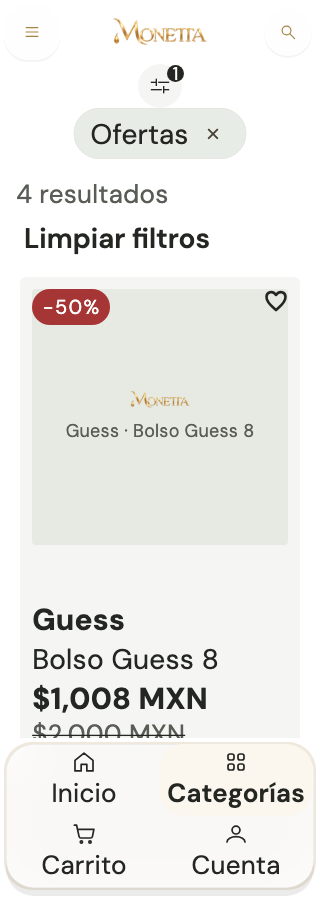 MONETTA
1
Ofertas ×
4 resultados
Limpiar filtros
-50%
MONETTA
Guess · Bolso Guess 8
Guess
Bolso Guess 8
$1,008 MXN
$2,000 MXN
Inicio
Categorías
Carrito
Cuenta